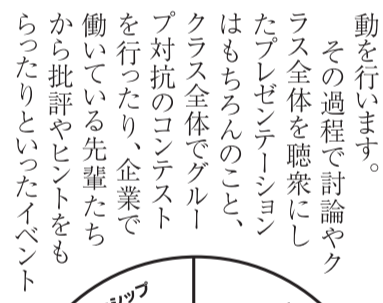 動を行います。
その過程で討論やク
ラス全体を聴衆にし
たプレゼンテーション
はもちろんのこと、
クラス全体でグルー
プ対抗のコンテスト
を行ったり、企業で
働いている先輩たち
から批評やヒントをも
らったりといったイベント
シップ